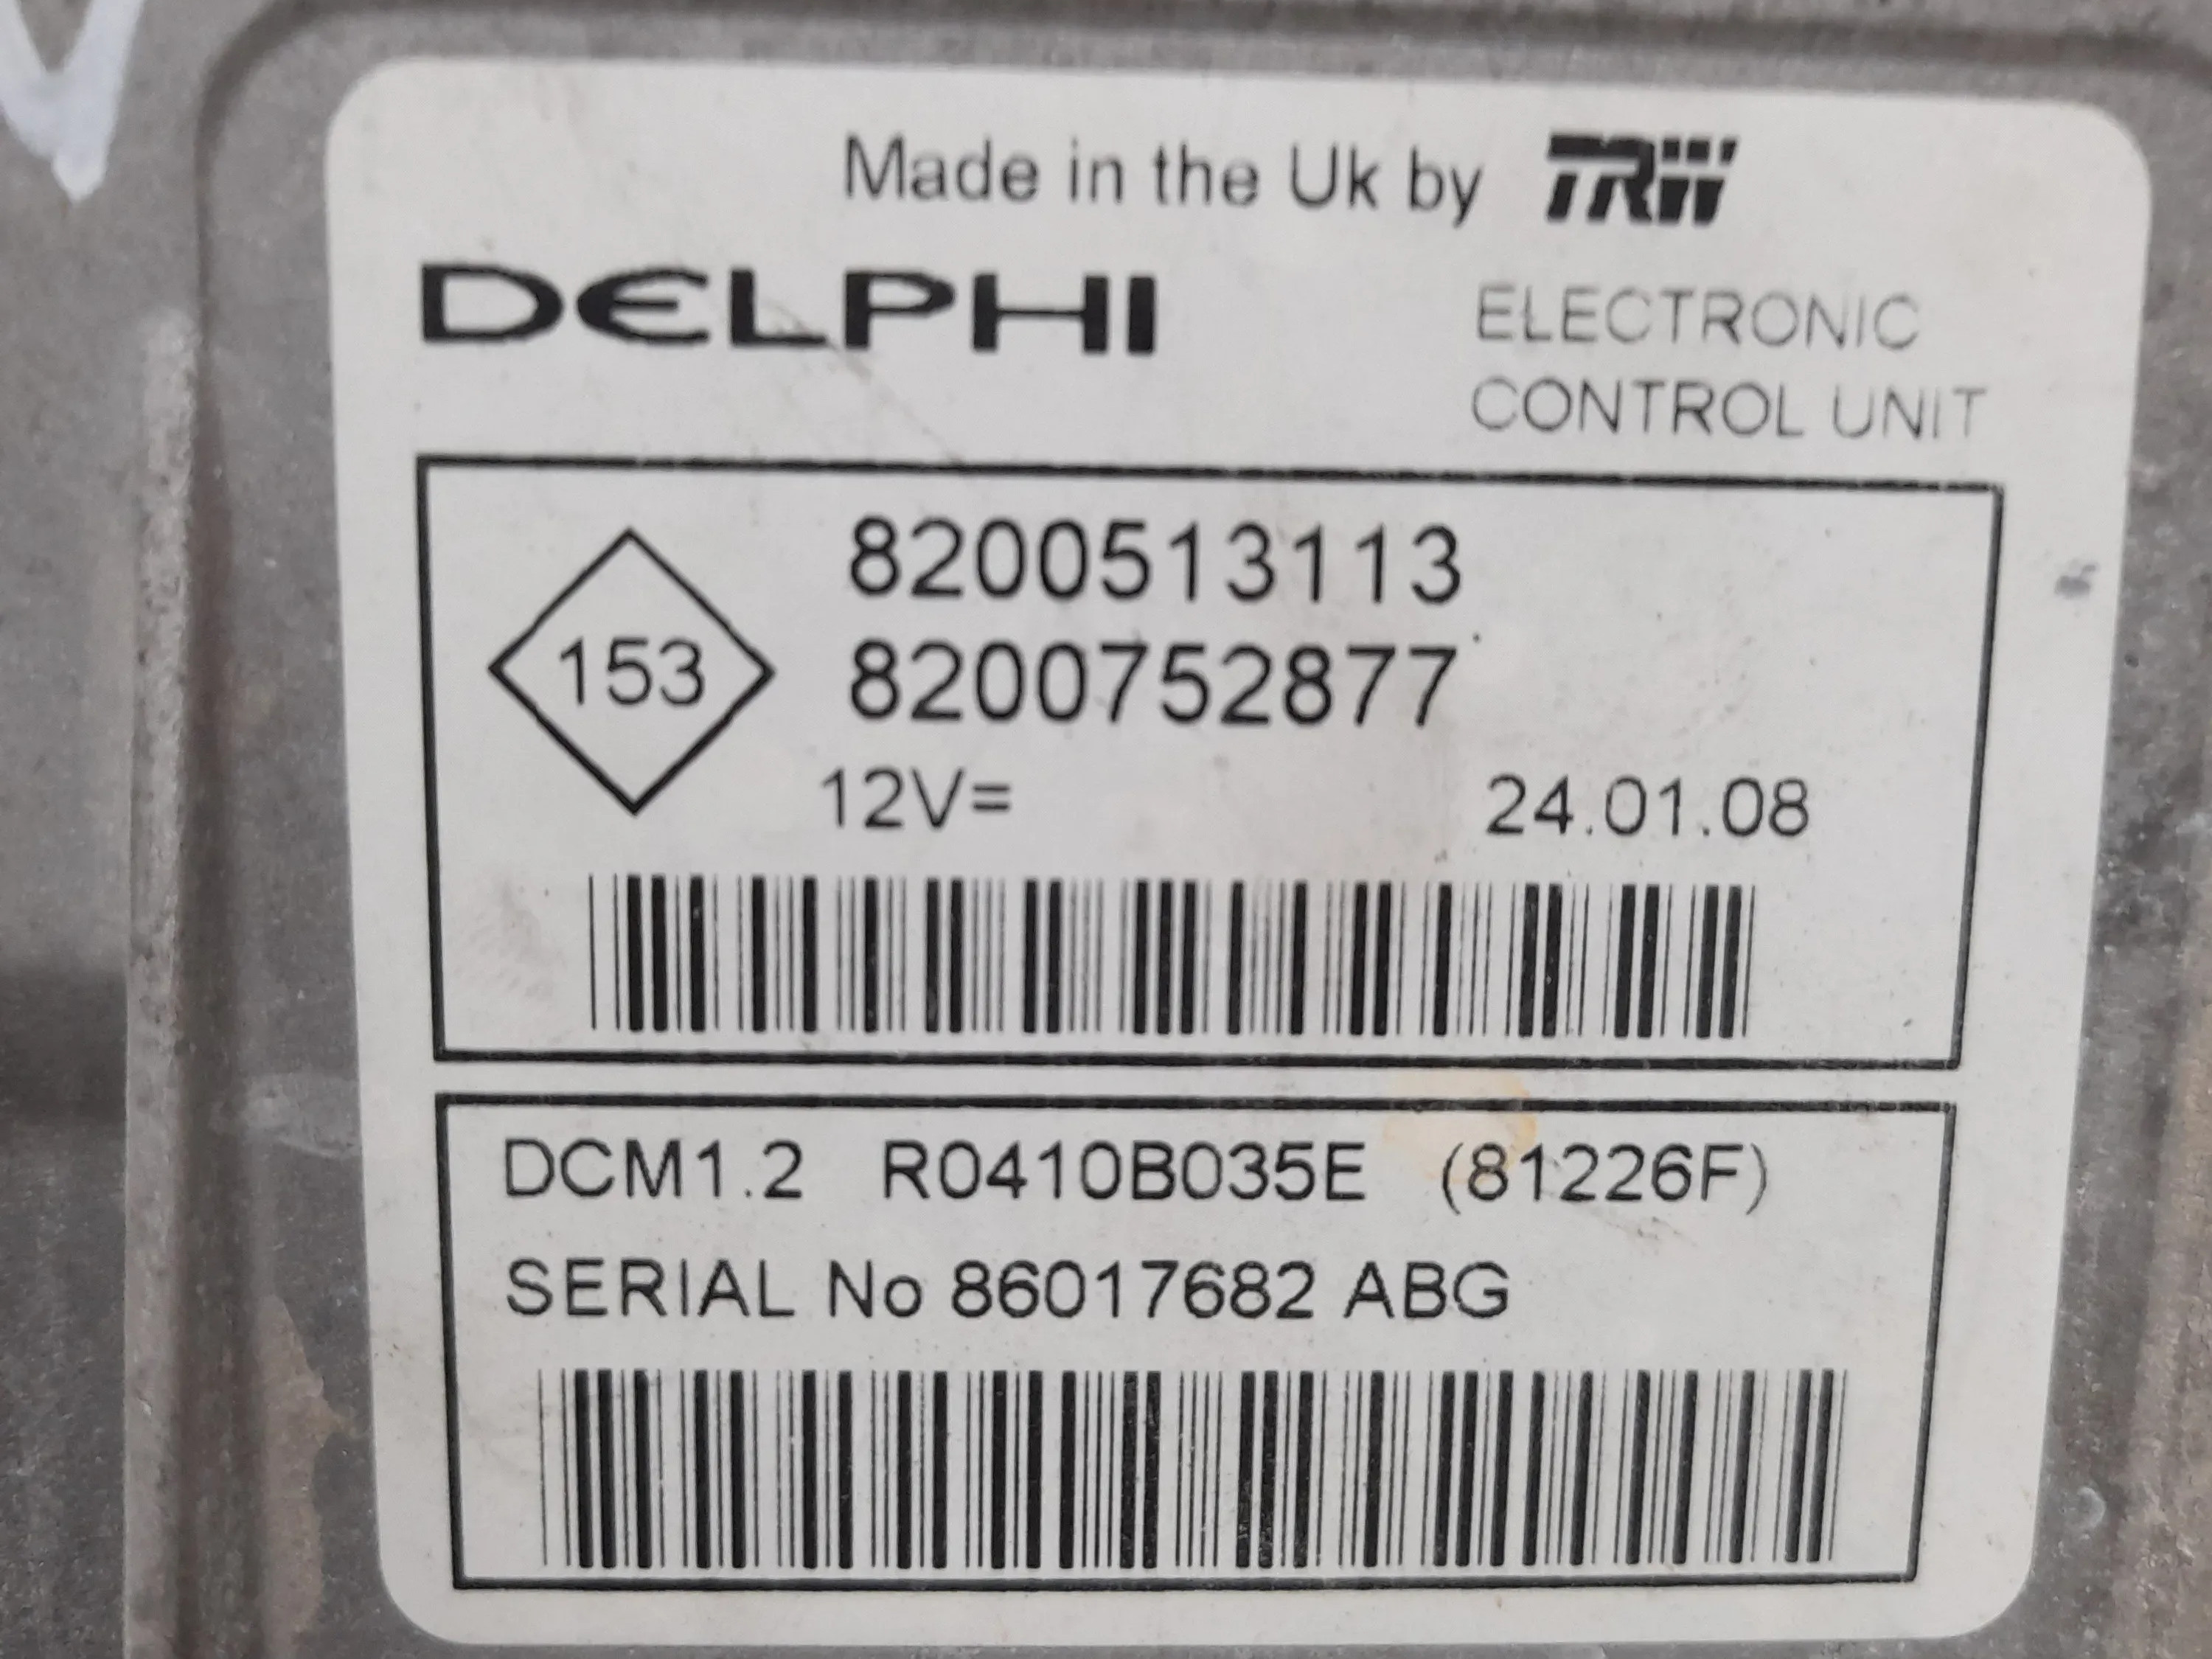 Made in the Uk by TRW
DELPHI
ELECTRONIC
CONTROL UNIT
153
8200513113
8200752877
12V=
24.01.08
DCM1.2 R0410B035E (81226F)
SERIAL No 86017682 ABG